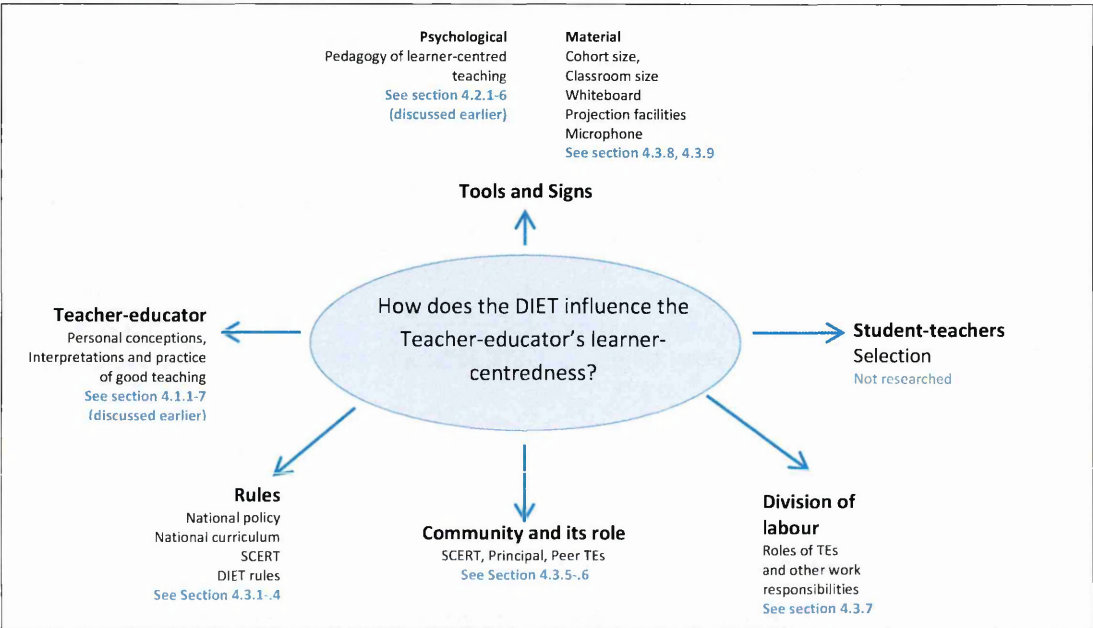 Psychological
Pedagogy of learner-centred
teaching
See section 4.2.1-6
(discussed earlier)
Material
Cohort size,
Classroom size
Whiteboard
Projection facilities
Microphone
See section 4.3.8, 4.3.9
Tools and Signs
How does the DIET influence the
Teacher-educator's learner-
centredness?
Teacher-educator
Personal conceptions,
Interpretations and practice
of good teaching
See section 4.1.1-7
(discussed earlier)
Student-teachers
Selection
Not researched
Rules
National policy
National curriculum
SCERT
DIET rules
See Section 4.3.1-.4
Community and its role
SCERT, Principal, Peer TEs
See Section 4.3.5-.6
Division of
labour
Roles of TEs
and other work
responsibilities
See section 4.3.7